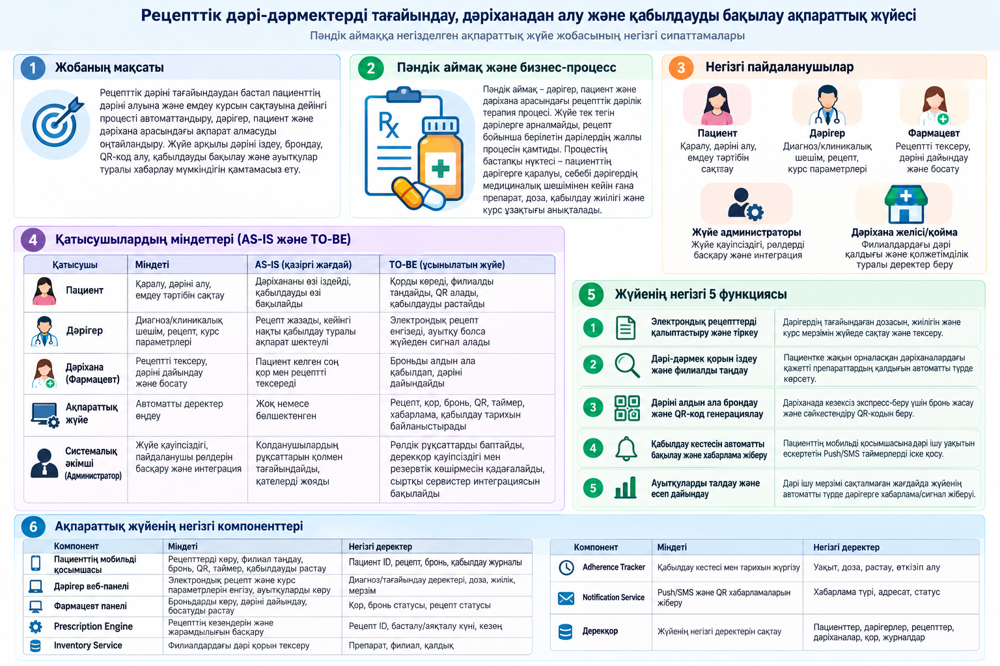 Рецепттік дәрі-дәрмектерді тағайындау, дәріханадан алу және қабылдауды бақылау ақпараттық жүйесі
Пәндік аймаққа негізделген ақпараттық жүйе жобасының негізгі сипаттамалары
1 Жобаның мақсаты
Рецепттік дәріні тағайындаудан бастап пациенттің
дәріні алуына және емдеу курсын сақтауына дейінгі
процесті автоматтандыру, дәрігер, пациент және
дәріхана арасындағы ақпарат алмасуды
оңтайландыру. Жүйе арқылы дәріні іздеу, брондау,
QR-код алу, қабылдауды бақылау және ауытқулар
туралы хабарлау мүмкіндігін қамтамасыз ету.
2 Пәндік аймақ және бизнес-процесс
Rx
Пәндік аймақ – дәрігер, пациент және
дәріхана арасындағы рецепттік дәрілік
терапия процесі. Жүйе тек тегін
дәрілерге арналмайды, рецепт
бойынша берілетін дәрілердің жалпы
процесін қамтиды. Процестің
бастапқы нүктесі – пациенттің
дәрігерге қаралуы, себебі дәрігердің
медициналық шешімінен кейін ғана
препарат, доза, қабылдау жиілігі және
курс ұзақтығы анықталады.
3 Негізгі пайдаланушылар
Пациент
Қаралу, дәріні алу,
емдеу тәртібін
сақтау
Дәрігер
Диагноз/клиникалық
шешім, рецепт,
курс параметрлері
Фармацевт
Рецептті тексеру,
дәріні дайындау
және босату
Жүйе администраторы
Жүйе қауіпсіздігі, рөлдерді
басқару және интеграция
Дәріхана желісі/қойма
Филиалдардағы дәрі
қалдығы және қолжетімділік
туралы деректер беру
4 Қатысушылардың міндеттері (AS-IS және TO-BE)
Қатысушы Міндеті AS-IS (қазіргі жағдай) TO-BE (ұсынылатын жүйе)
Пациент
Қаралу, дәріні алу,
емдеу тәртібін сақтау
Дәріхананы өзі іздейді,
қабылдауды өзі
бақылайды
Қорды көреді, филиалды
таңдайды, QR алады,
қабылдауды растайды
Дәрігер
Диагноз/клиникалық
шешім, рецепт, курс
параметрлері
Рецепт жазады, кейінгі
нақты қабылдау туралы
ақпарат шектеулі
Электрондық рецепт
енгізеді, ауытқу болса
жүйеден сигнал алады
Дәріхана
(Фармацевт)
Рецептті тексеру,
дәріні дайындау
және босату
Пациент келген соң
қор мен рецептті
тексереді
Броньды алдын ала
қабылдап, дәріні
дайындайды
Ақпараттық
жүйе
Автоматты деректер
өңдеу
Жоқ немесе
бөлшектенген
Рецепт, қор, бронь, QR, таймер,
хабарлама, қабылдау тарихын
байланыстырады
Системалық
әкімші
(Администратор)
Жүйе қауіпсіздігі,
пайдаланушы рөлдерін
басқару және интеграция
Қолданушылардың
рұқсаттарын қолмен
тағайындайды,
қателерді жояды
Рөлдік рұқсаттарды баптайды,
дерекқор қауіпсіздігі мен
резервтік көшірмесін қадағалайды,
сыртқы сервистер интеграциясын
бақылайды
5 Жүйенің негізгі 5 функциясы
1 Электрондық рецепттерді
қалыптастыру және тіркеу
Дәрігердің тағайындаған дозасын, жиілігін және
курс мерзімін жүйеде сақтау және тексеру.
2 Дәрі-дәрмек қорын іздеу
және филиалды таңдау
Пациентке жақын орналасқан дәріханалардағы
қажетті препараттардың қалдығын автоматты түрде
көрсету.
3 Дәріні алдын ала брондау
және QR-код генерациялау
Дәріханада кезексіз экспресс-беру үшін бронь жасау
және сәйкестендіру QR-кодын беру.
4 Қабылдау кестесін автоматты
бақылау және хабарлама жіберу
Пациенттің мобильді қосымшасына дәрі ішу уақытын
ескертетін Push/SMS таймерлерді іске қосу.
5 Ауытқуларды талдау және
есеп дайындау
Дәрі ішу мерзімі сақталмаған жағдайда жүйенің
автоматты түрде дәрігерге хабарлама/сигнал жіберуі.
6 Ақпараттық жүйенің негізгі компоненттері
Компонент Міндеті Негізгі деректер
Пациенттің мобильді
қосымшасы
Рецепттерді көру, филиал таңдау,
бронь, QR, таймер, қабылдауды растау
Пациент ID, рецепт, бронь, қабылдау журналы
Дәрігер веб-панелі
Электрондық рецепт және курс
параметрлерін енгізу, ауытқуларды көру
Диагноз/тағайындау деректері, доза, жиілік,
мерзім
Фармацевт панелі
Броньдарды көру, дәріні дайындау,
босатуды растау
Қор, бронь статусы, рецепт статусы
Prescription Engine
Рецепттің кезеңдерін және
жарамдылығын басқару
Рецепт ID, басталу/аяқталу күні, кезең
Inventory Service
Филиалдардағы дәрі қорын тексеру
Препарат, филиал, қалдық
Компонент Міндеті Негізгі деректер
Adherence Tracker
Қабылдау кестесі мен тарихын жүргізу
Уақыт, доза, растау, өткізіп алу
Notification Service
Push/SMS және QR хабарламаларын
жіберу
Хабарлама түрі, адресат, статус
Дерекқор
Жүйенің негізгі деректерін сақтау
Пациенттер, дәрігерлер, рецепттер,
дәріханалар, қор, журналдар